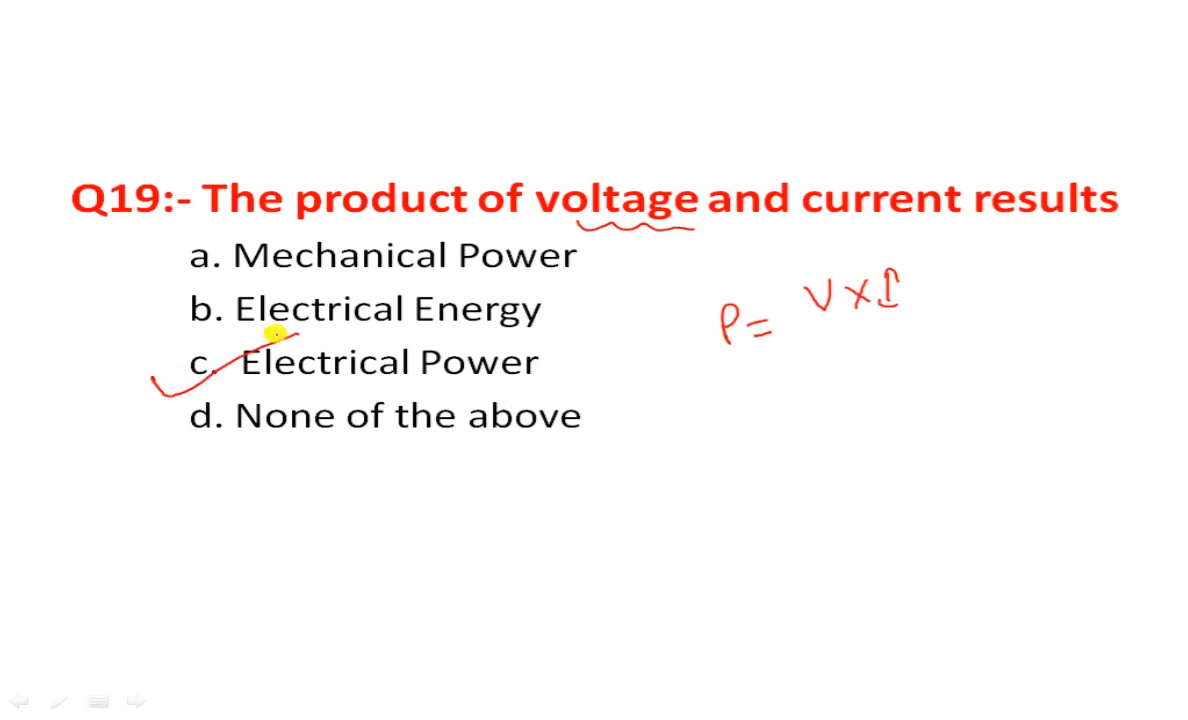 Q19:- The product of voltage and current results
a. Mechanical Power
b. Electrical Energy
P= V×I
c. Electrical Power
d. None of the above